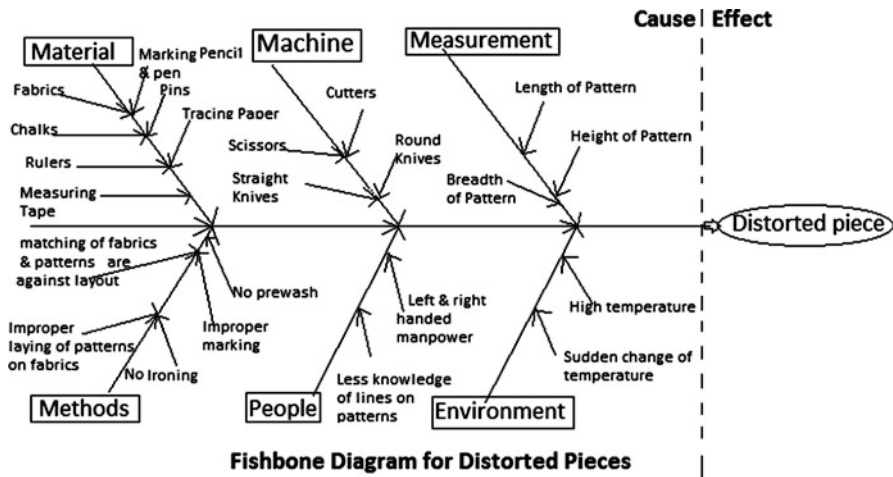 Cause
Effect
Material
Machine
Measurement
Marking Pencil
& pen
Fabrics
Pins
Chalks
Tracing Paper
Rulers
Measuring
Tape
Cutters
Scissors
Round
Knives
Straight
Knives
Length of Pattern
Height of Pattern
Breadth
of Pattern
Distorted piece
matching of fabrics
& patterns are
against layout
No prewash
Improper
marking
Improper
laying of patterns
on fabrics
No Ironing
Left & right
handed
manpower
Less knowledge
of lines on
patterns
High temperature
Sudden change of
temperature
Methods
People
Environment
Fishbone Diagram for Distorted Pieces